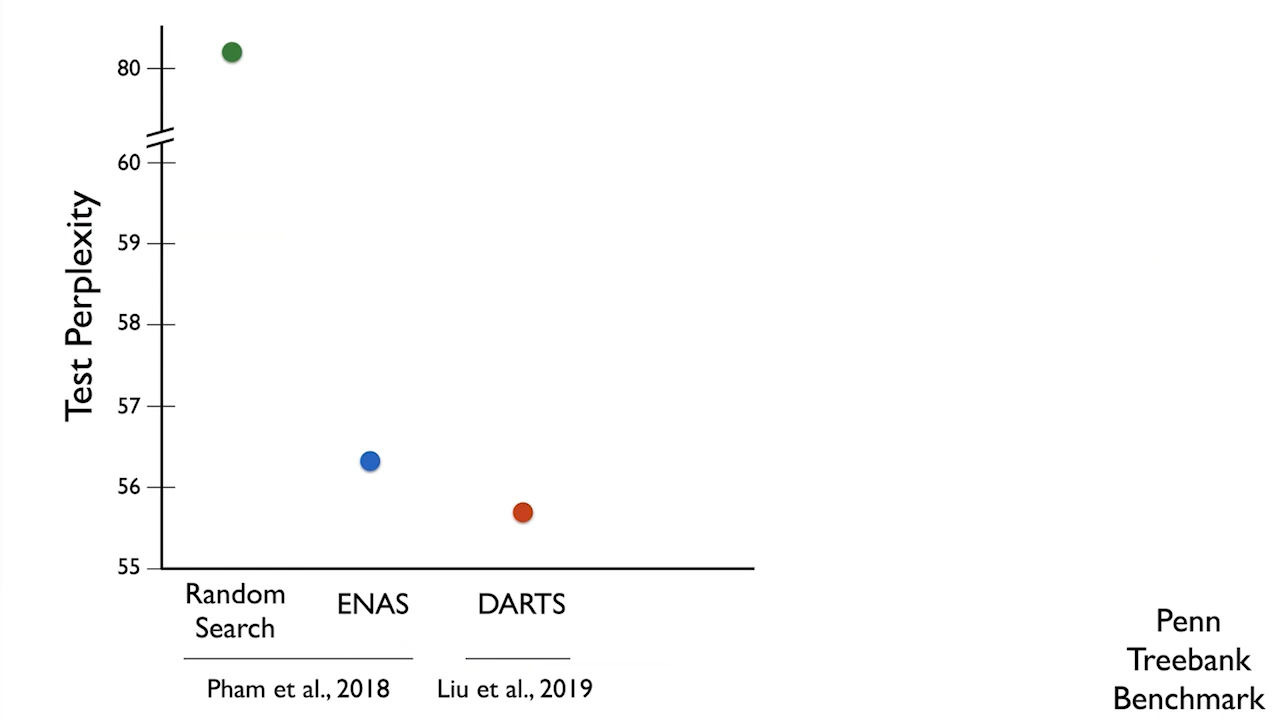 80
60
59
58
57
56
55
Test Perplexity
Random
Search
ENAS
DARTS
Pham et al., 2018
Liu et al., 2019
Penn
Treebank
Benchmark